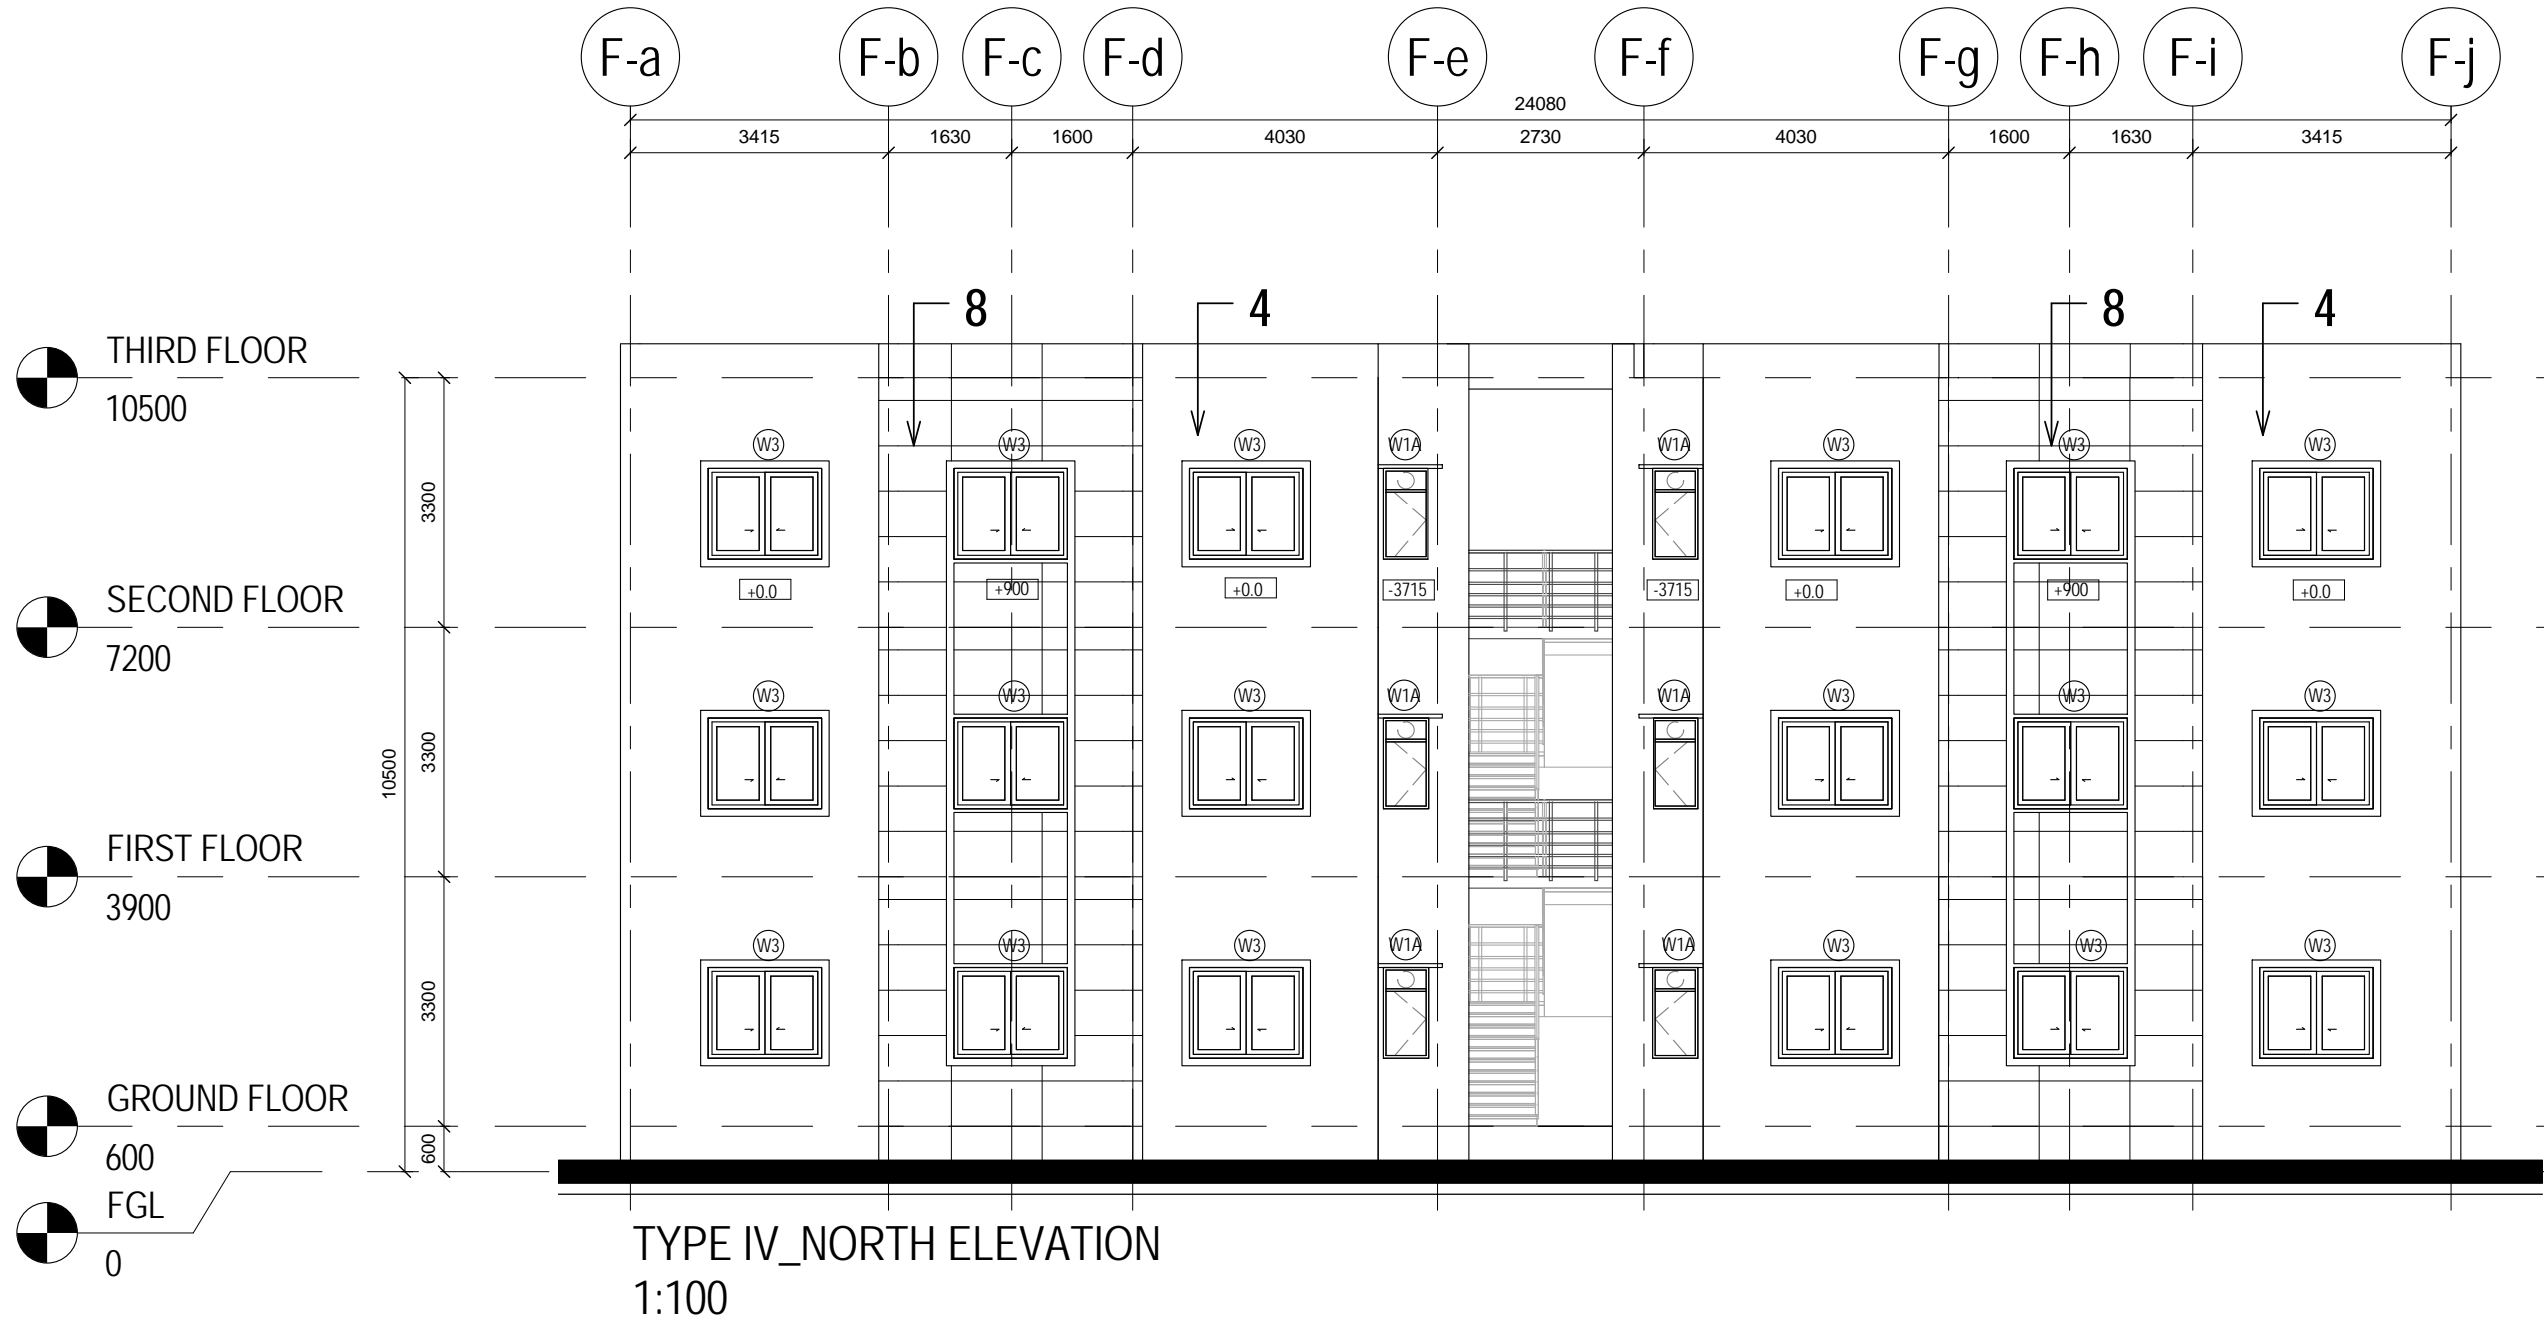 F-a F-b F-c F-d F-e F-f F-g F-h F-i F-j
24080
3415 1630 1600 4030 2730 4030 1600 1630 3415
8 4 8 4
THIRD FLOOR
10500
W3 W3 W3 W1A W1A W3 W3 W3
3300
+0.0 +900 +0.0 -3715 -3715 +0.0 +900 +0.0
SECOND FLOOR
7200
W3 W3 W3 W1A W1A W3 W3 W3
3300
10500
FIRST FLOOR
3900
W3 W3 W3 W1A W1A W3 W3 W3
3300
GROUND FLOOR
600
600
FGL
0
TYPE IV_NORTH ELEVATION
1:100